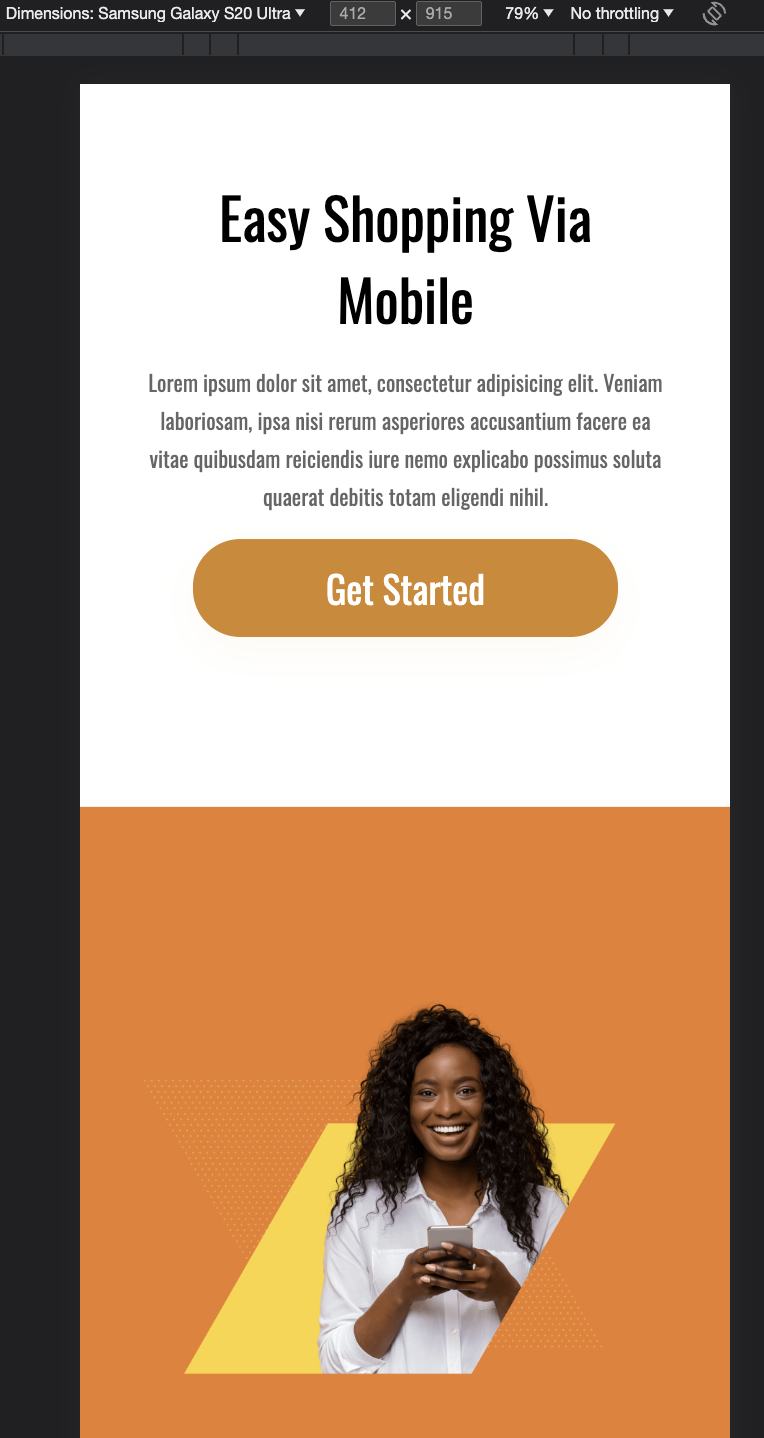 Dimensions: Samsung Galaxy S20 Ultra 412 × 915 79% No throttling
Easy Shopping Via
Mobile
Lorem ipsum dolor sit amet, consectetur adipisicing elit. Veniam
laboriosam, ipsa nisi rerum asperiores accusantium facere ea
vitae quibusdam reiciendis iure nemo explicabo possimus soluta
quaerat debitis totam eligendi nihil.
Get Started